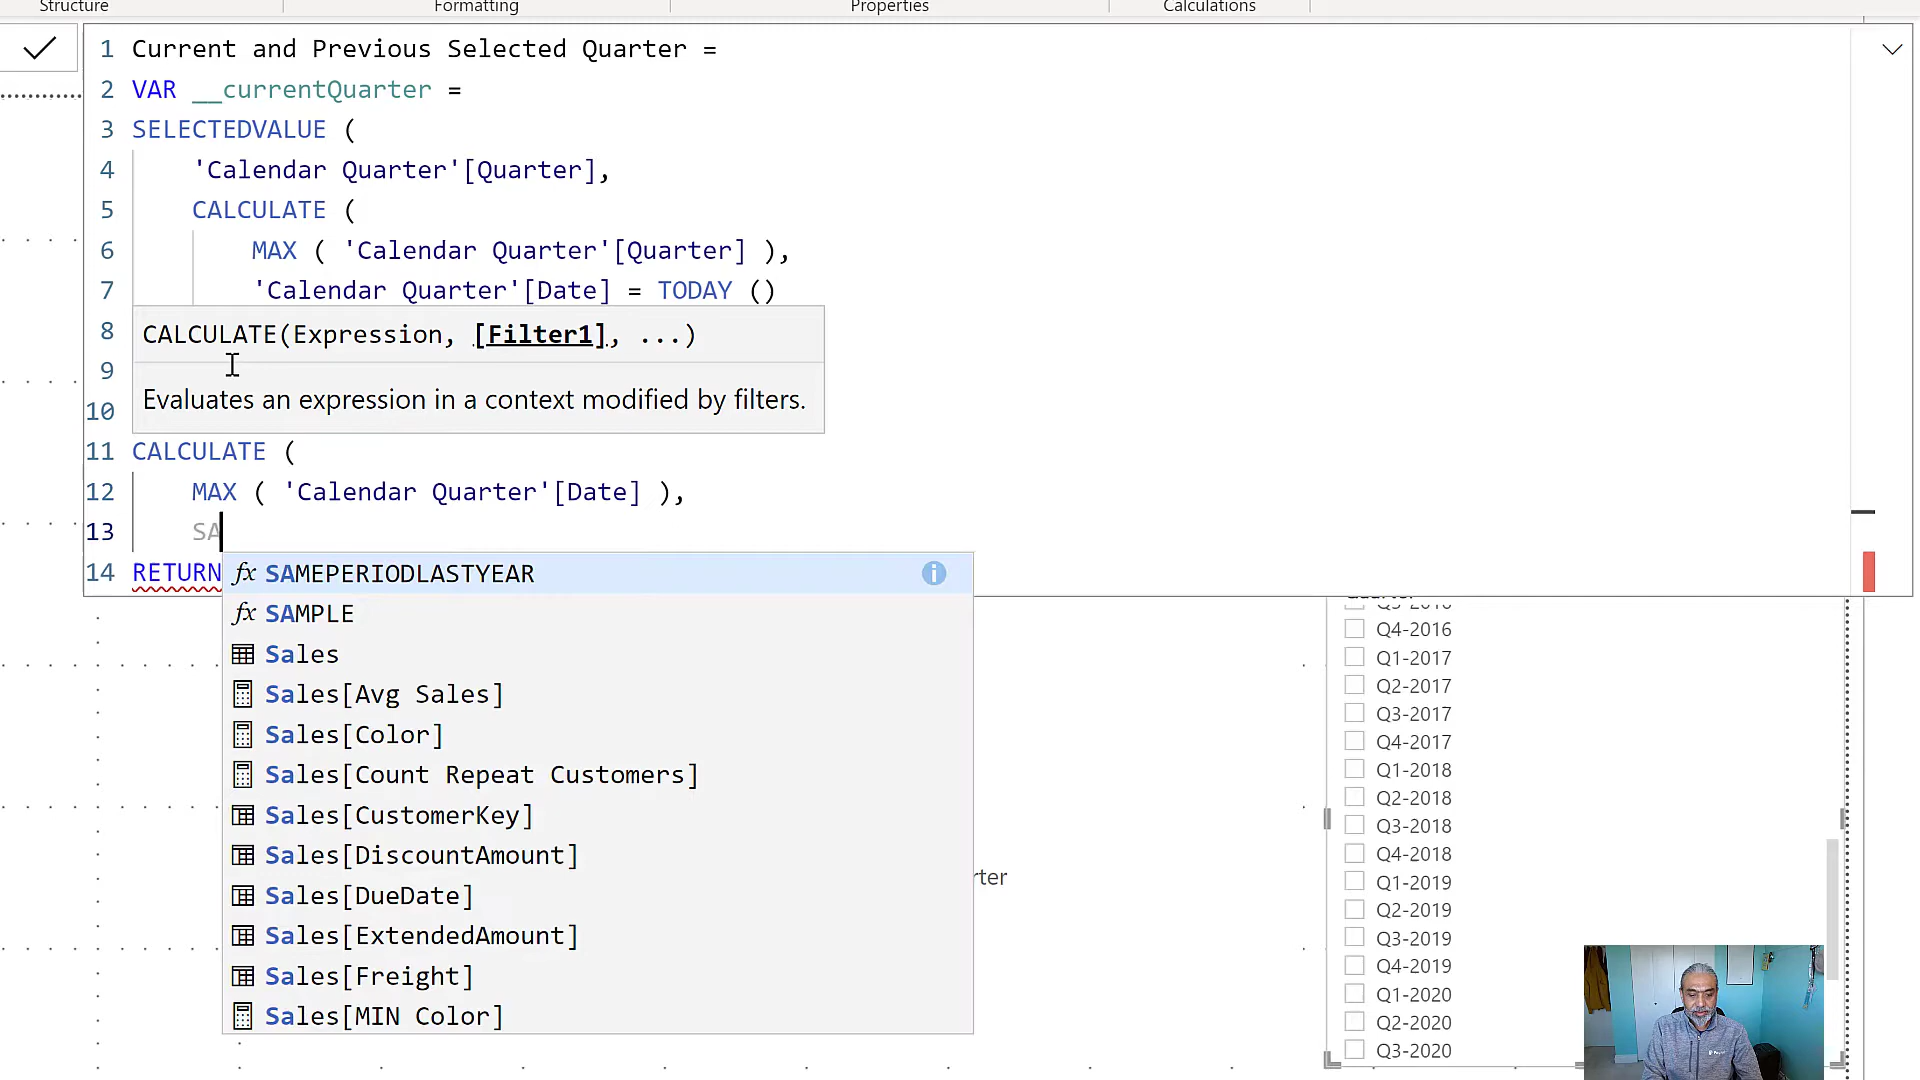 Structure
Formatting
Properties
Calculations
1 Current and Previous Selected Quarter =
2 VAR __currentQuarter =
3 SELECTEDVALUE (
4 'Calendar Quarter'[Quarter],
5 CALCULATE (
6 MAX ( 'Calendar Quarter'[Quarter] ),
7 'Calendar Quarter'[Date] = TODAY ()
8
CALCULATE(Expression, [Filter1], ...)
9
Evaluates an expression in a context modified by filters.
10
11 CALCULATE (
12 MAX ( 'Calendar Quarter'[Date] ),
13 SA
14 RETURN
fx SAMEPERIODLASTYEAR
fx SAMPLE
Sales
Sales[Avg Sales]
Sales[Color]
Sales[Count Repeat Customers]
Sales[CustomerKey]
Sales[DiscountAmount]
Sales[DueDate]
Sales[ExtendedAmount]
Sales[Freight]
Sales[MIN Color]
rter
Q4-2016
Q1-2017
Q2-2017
Q3-2017
Q4-2017
Q1-2018
Q2-2018
Q3-2018
Q4-2018
Q1-2019
Q2-2019
Q3-2019
Q4-2019
Q1-2020
Q2-2020
Q3-2020